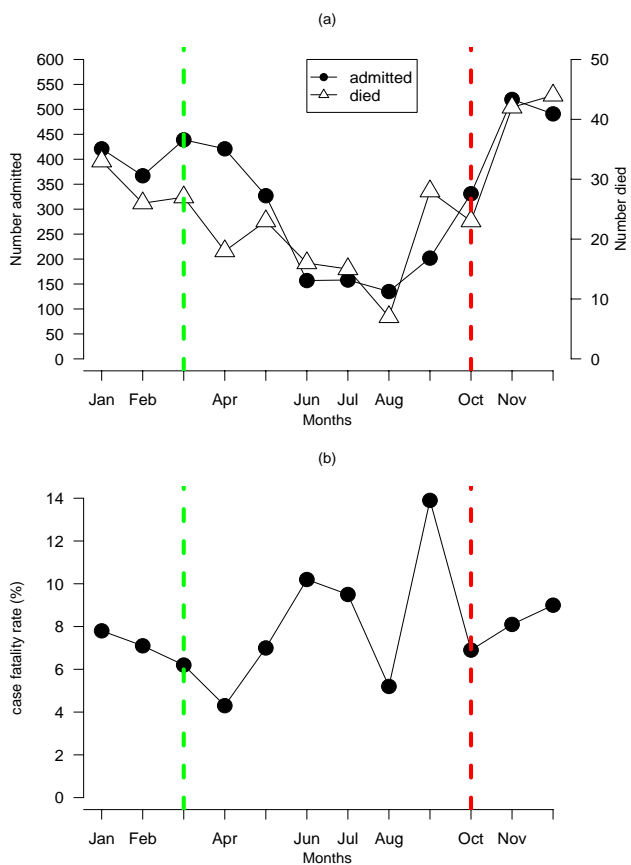 (a)
600
550
500
450
400
350
300
250
200
150
100
50
0
Number admitted
admitted
died
50
40
30
20
10
0
Number died
Jan Feb Apr Jun Jul Aug Oct Nov
Months
(b)
14
12
10
8
6
4
2
0
case fatality rate (%)
Jan Feb Apr Jun Jul Aug Oct Nov
Months